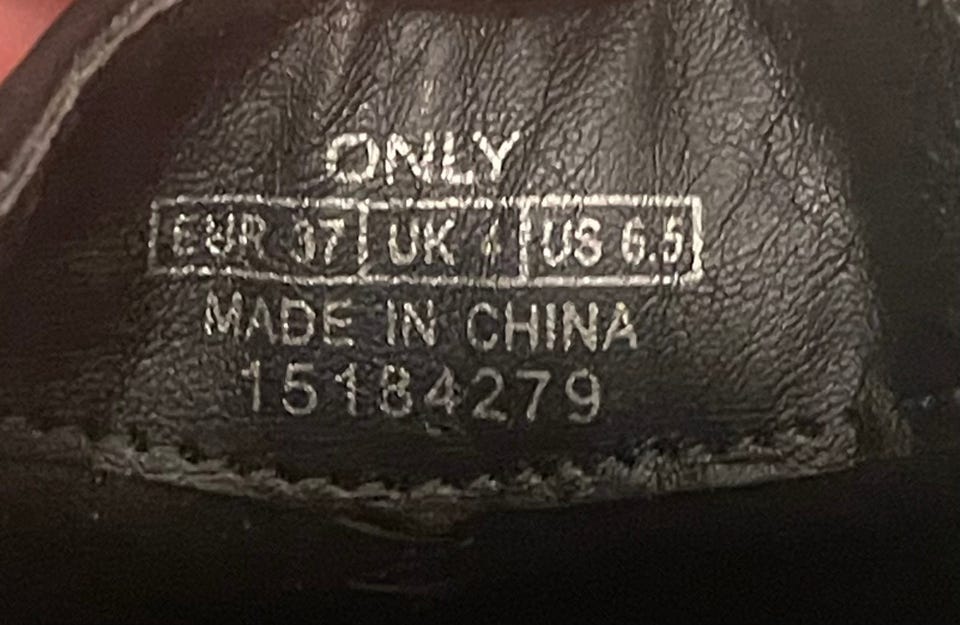 ONLY
EUR 37 UK 4 US 6.5
MADE IN CHINA
15184279